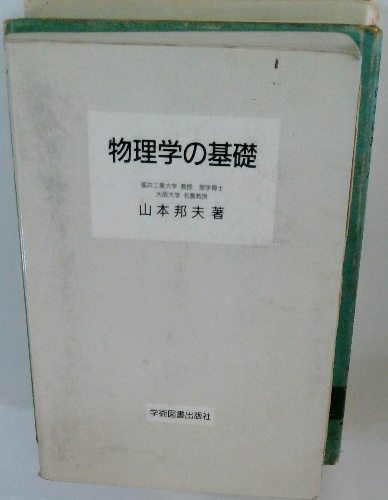 物理学の基礎
福井工業大学 教授 理学博士
大阪大学 名誉教授
山本邦夫 著
学術図書出版社